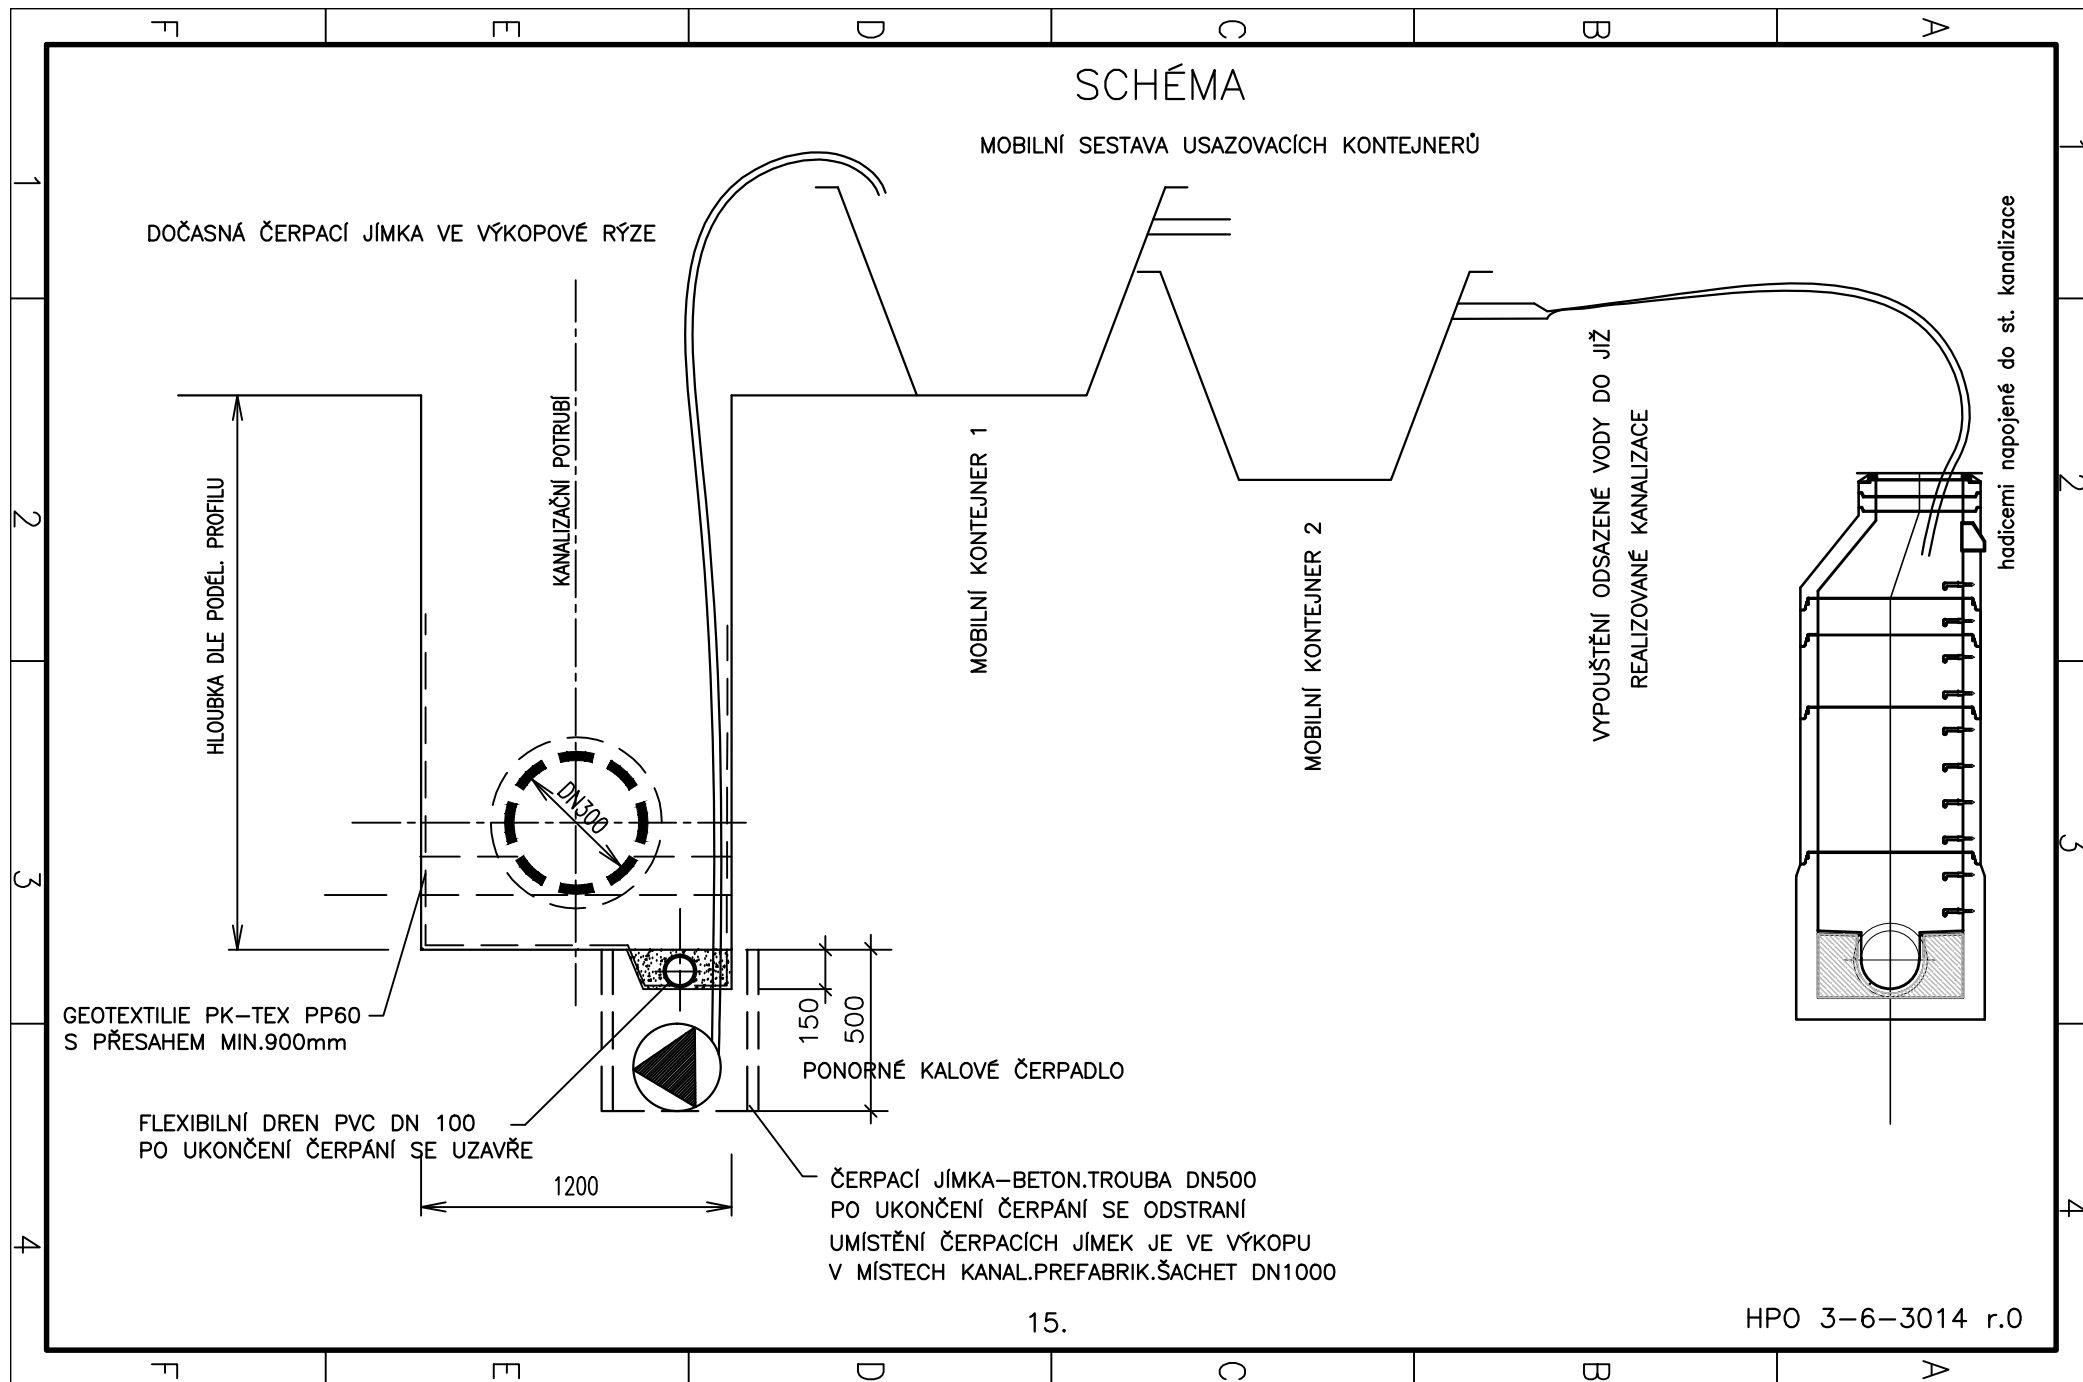 F E D C B A
SCHÉMA
MOBILNÍ SESTAVA USAZOVACÍCH KONTEJNERŮ
DOČASNÁ ČERPACÍ JÍMKA VE VÝKOPOVÉ RÝZE
1
1
2
2
3
3
4
4
HLOUBKA DLE PODÉL. PROFILU
KANALIZAČNÍ POTRUBÍ
DN300
MOBILNÍ KONTEJNER 1
MOBILNÍ KONTEJNER 2
VYPOUŠTĚNÍ ODSAZENÉ VODY DO JIŽ
REALIZOVANÉ KANALIZACE
hadicemi napojené do st. kanalizace
GEOTEXTILIE PK-TEX PP60
S PŘESAHEM MIN.900mm
150
500
PONORNÉ KALOVÉ ČERPADLO
FLEXIBILNÍ DREN PVC DN 100
PO UKONČENÍ ČERPÁNÍ SE UZAVŘE
1200
ČERPACÍ JÍMKA-BETON.TROUBA DN500
PO UKONČENÍ ČERPÁNÍ SE ODSTRANÍ
UMÍSTĚNÍ ČERPACÍCH JÍMEK JE VE VÝKOPU
V MÍSTECH KANAL.PREFABRIK.ŠACHET DN1000
15.
HPO 3-6-3014 r.0
F E D C B A